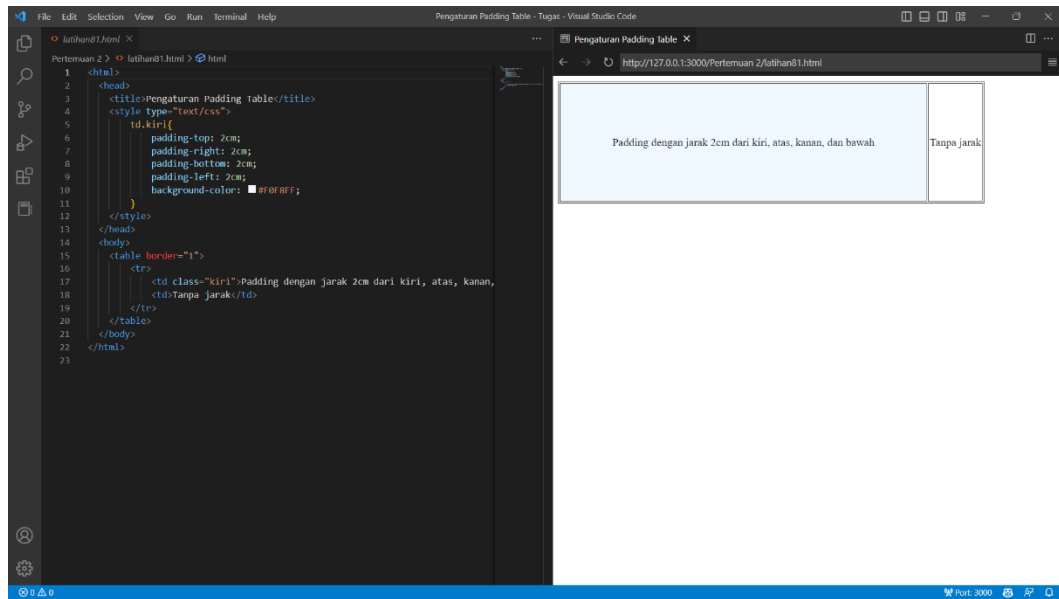 File Edit Selection View Go Run Terminal Help
Pengaturan Padding Table - Tugas - Visual Studio Code
latihan81.html
Pertemuan 2 > latihan81.html > html
1 <html>
2 <head>
3 <title>Pengaturan Padding Table</title>
4 <style type="text/css">
5 td.kiri{
6 padding-top: 2cm;
7 padding-right: 2cm;
8 padding-bottom: 2cm;
9 padding-left: 2cm;
10 background-color: #F0F8FF;
11 }
12 </style>
13 </head>
14 <body>
15 <table border="1">
16 <tr>
17 <td class="kiri">Padding dengan jarak 2cm dari kiri, atas, kanan,
18 <td>Tanpa jarak</td>
19 </tr>
20 </table>
21 </body>
22 </html>
23
Pengaturan Padding Table
http://127.0.0.1:3000/Pertemuan 2/latihan81.html
Padding dengan jarak 2cm dari kiri, atas, kanan, dan bawah
Tanpa jarak
0 0
Port: 3000